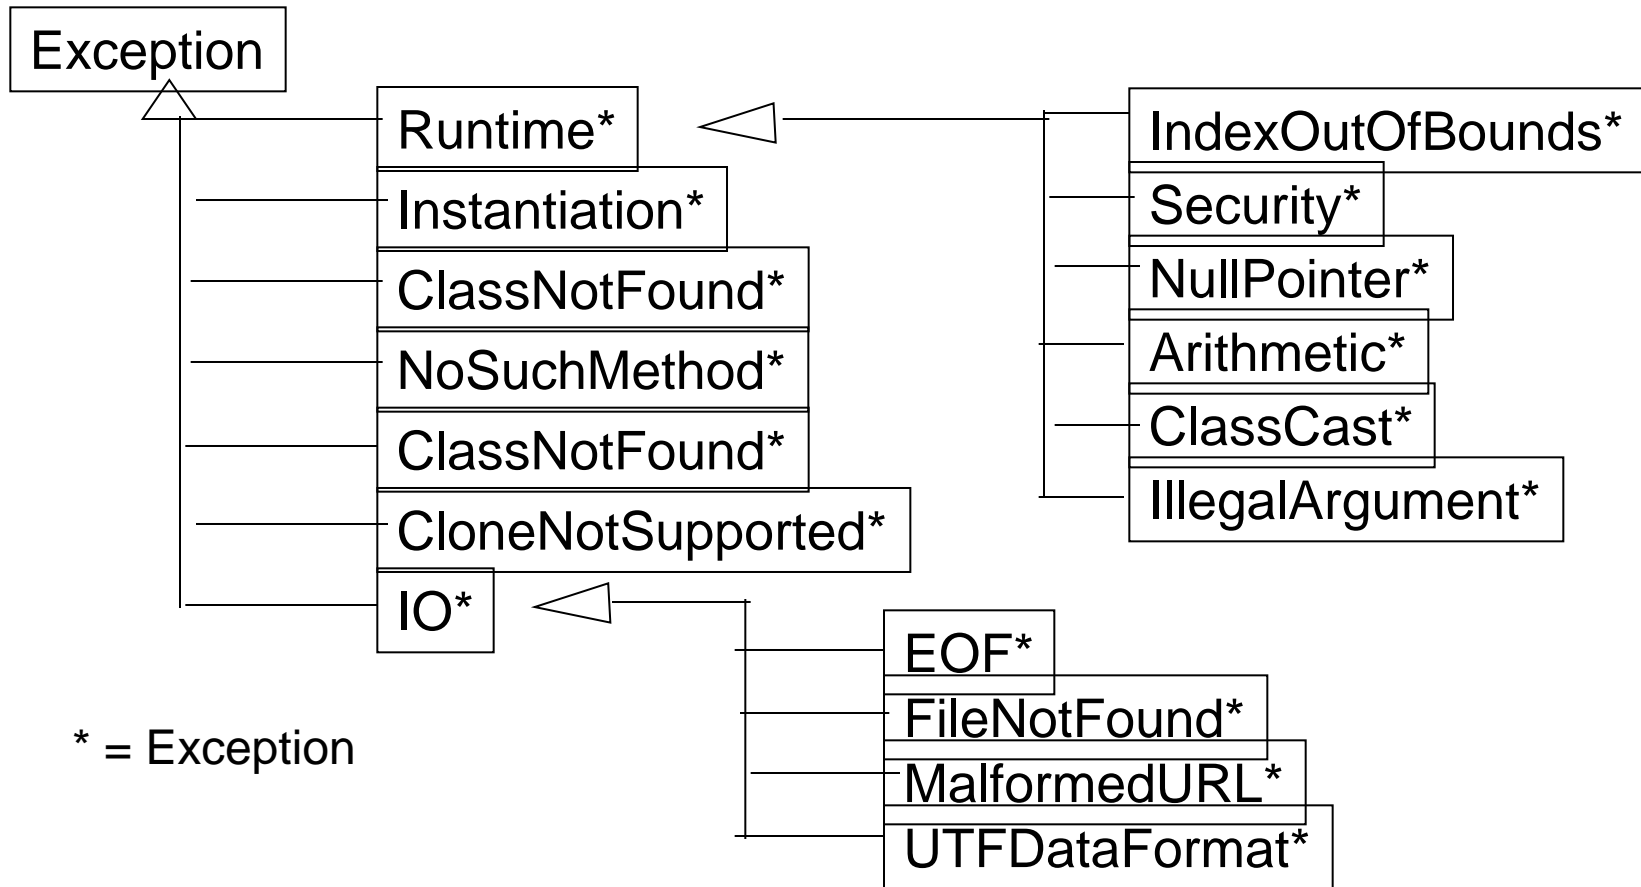 Exception
Runtime*
Instantiation*
ClassNotFound*
NoSuchMethod*
ClassNotFound*
CloneNotSupported*
IO*
IndexOutOfBounds*
Security*
NullPointer*
Arithmetic*
ClassCast*
IllegalArgument*
EOF*
FileNotFound*
MalformedURL*
UTFDataFormat*
* = Exception